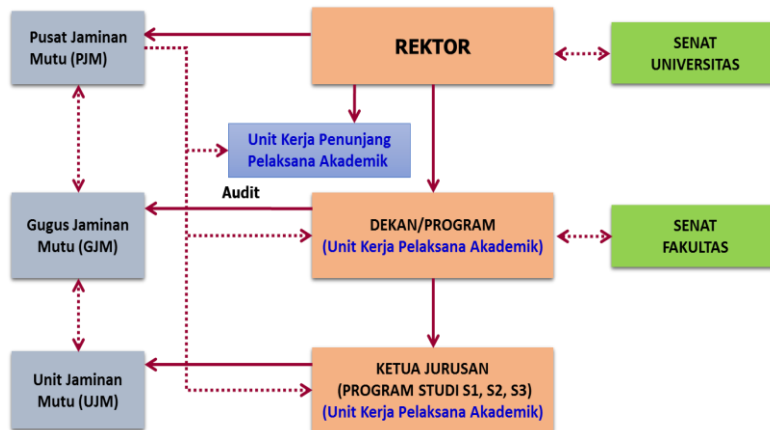 Pusat Jaminan
Mutu (PJM)
REKTOR
SENAT
UNIVERSITAS
Unit Kerja Penunjang
Pelaksana Akademik
Audit
Gugus Jaminan
Mutu (GJM)
DEKAN/PROGRAM
(Unit Kerja Pelaksana Akademik)
SENAT
FAKULTAS
Unit Jaminan
Mutu (UJM)
KETUA JURUSAN
(PROGRAM STUDI S1, S2, S3)
(Unit Kerja Pelaksana Akademik)